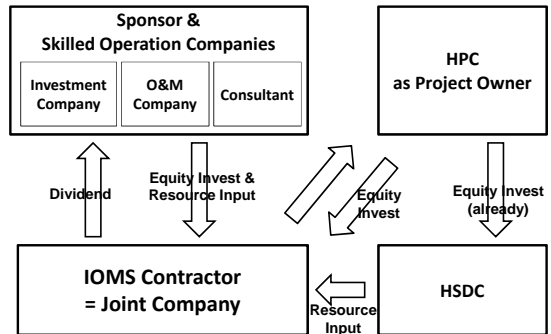 Sponsor &
Skilled Operation Companies
Investment
Company
O&M
Company
Consultant
HPC
as Project Owner
Dividend
Equity Invest &
Resource Input
Equity
Invest
Equity Invest
(already)
IOMS Contractor
= Joint Company
Resource
Input
HSDC